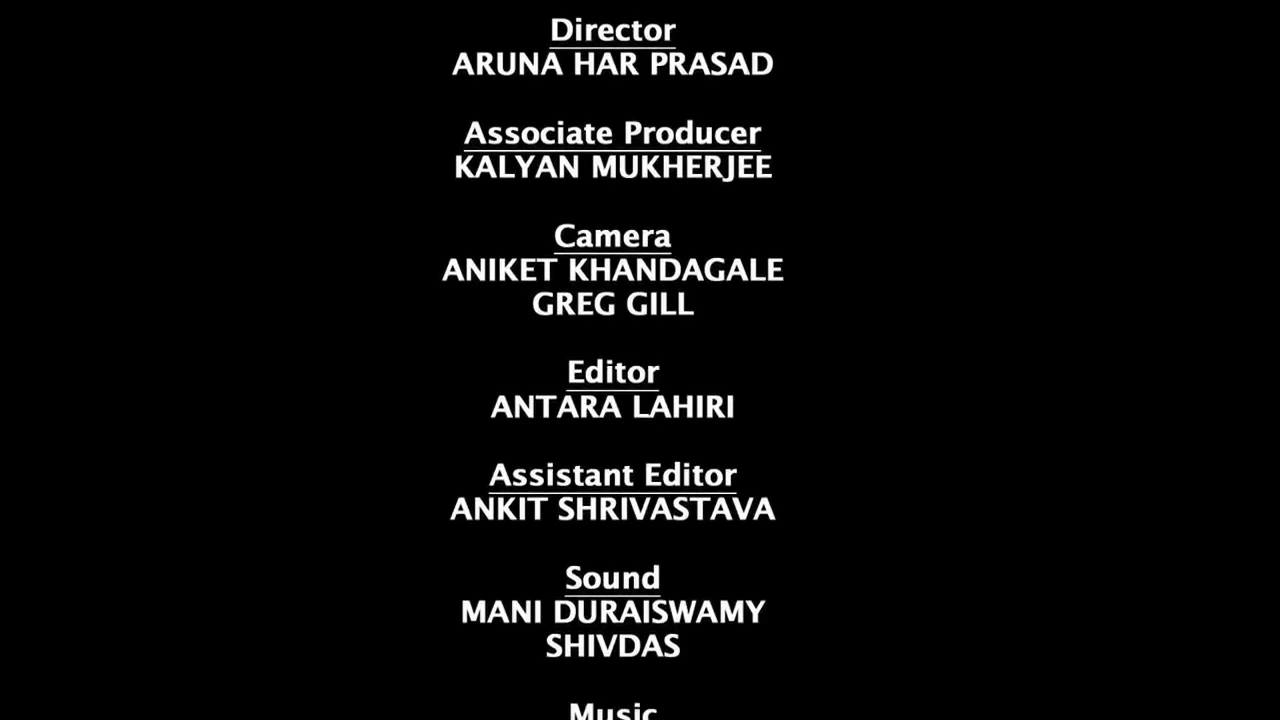 Director
ARUNA HAR PRASAD
Associate Producer
KALYAN MUKHERJEE
Camera
ANIKET KHANDAGALE
GREG GILL
Editor
ANTARA LAHIRI
Assistant Editor
ANKIT SHRIVASTAVA
Sound
MANI DURAISWAMY
SHIVDAS
Music